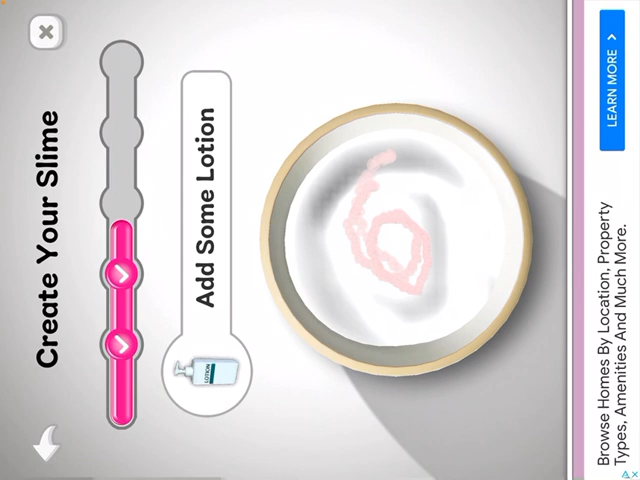 Create Your Slime
Add Some Lotion
LOTION
Browse Homes By Location, Property
Types, Amenities And Much More.
LEARN MORE >